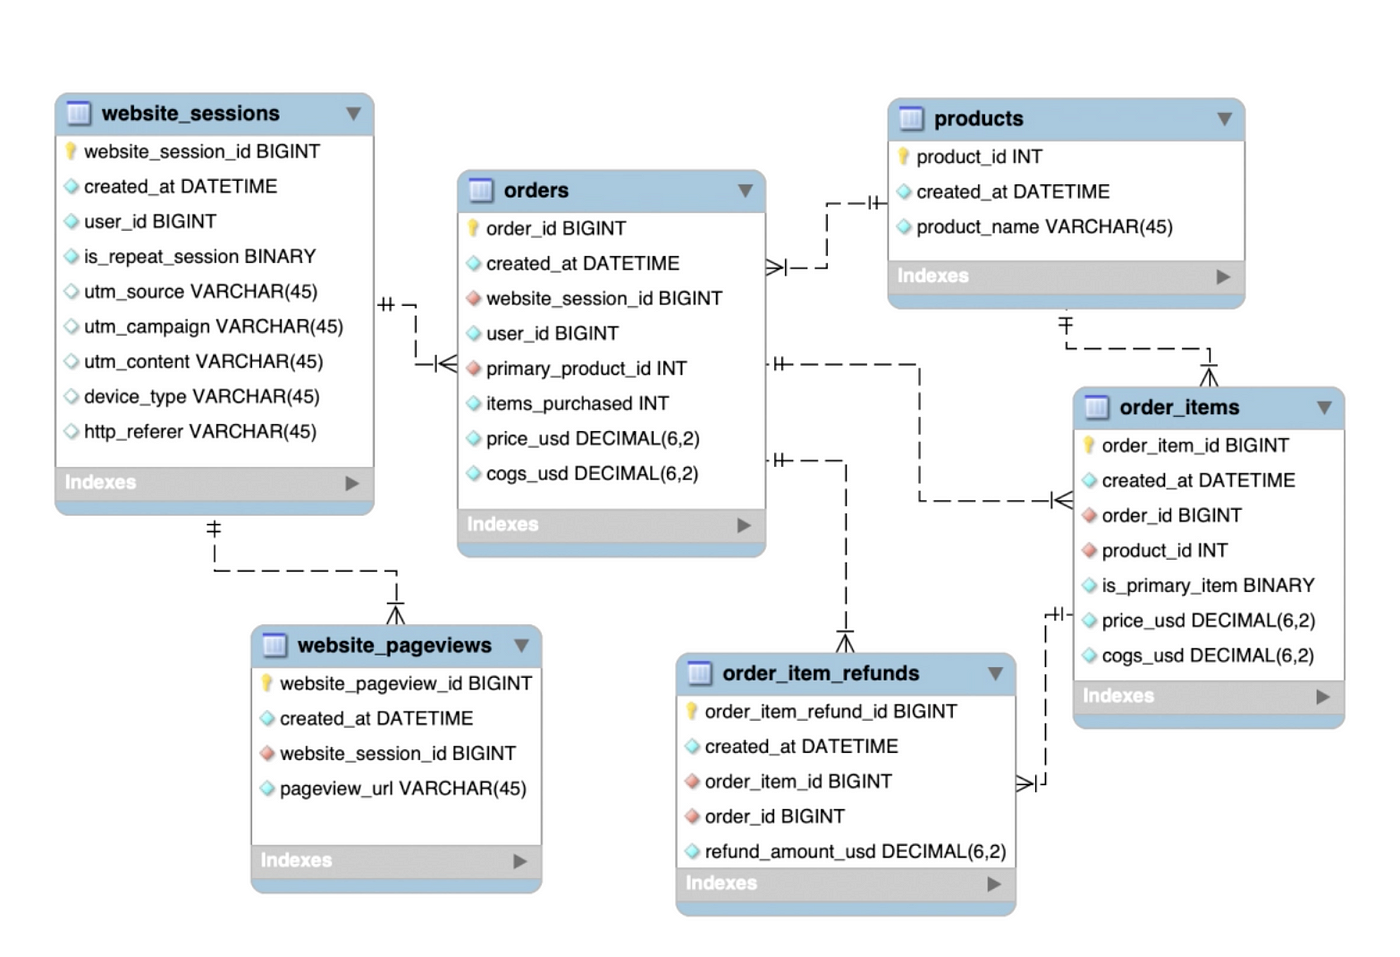 website_sessions
website_session_id BIGINT
created_at DATETIME
user_id BIGINT
is_repeat_session BINARY
utm_source VARCHAR(45)
utm_campaign VARCHAR(45)
utm_content VARCHAR(45)
device_type VARCHAR(45)
http_referer VARCHAR(45)
Indexes
orders
order_id BIGINT
created_at DATETIME
website_session_id BIGINT
user_id BIGINT
primary_product_id INT
items_purchased INT
price_usd DECIMAL(6,2)
cogs_usd DECIMAL(6,2)
Indexes
products
product_id INT
created_at DATETIME
product_name VARCHAR(45)
Indexes
order_items
order_item_id BIGINT
created_at DATETIME
order_id BIGINT
product_id INT
is_primary_item BINARY
price_usd DECIMAL(6,2)
cogs_usd DECIMAL(6,2)
Indexes
website_pageviews
website_pageview_id BIGINT
created_at DATETIME
website_session_id BIGINT
pageview_url VARCHAR(45)
Indexes
order_item_refunds
order_item_refund_id BIGINT
created_at DATETIME
order_item_id BIGINT
order_id BIGINT
refund_amount_usd DECIMAL(6,2)
Indexes